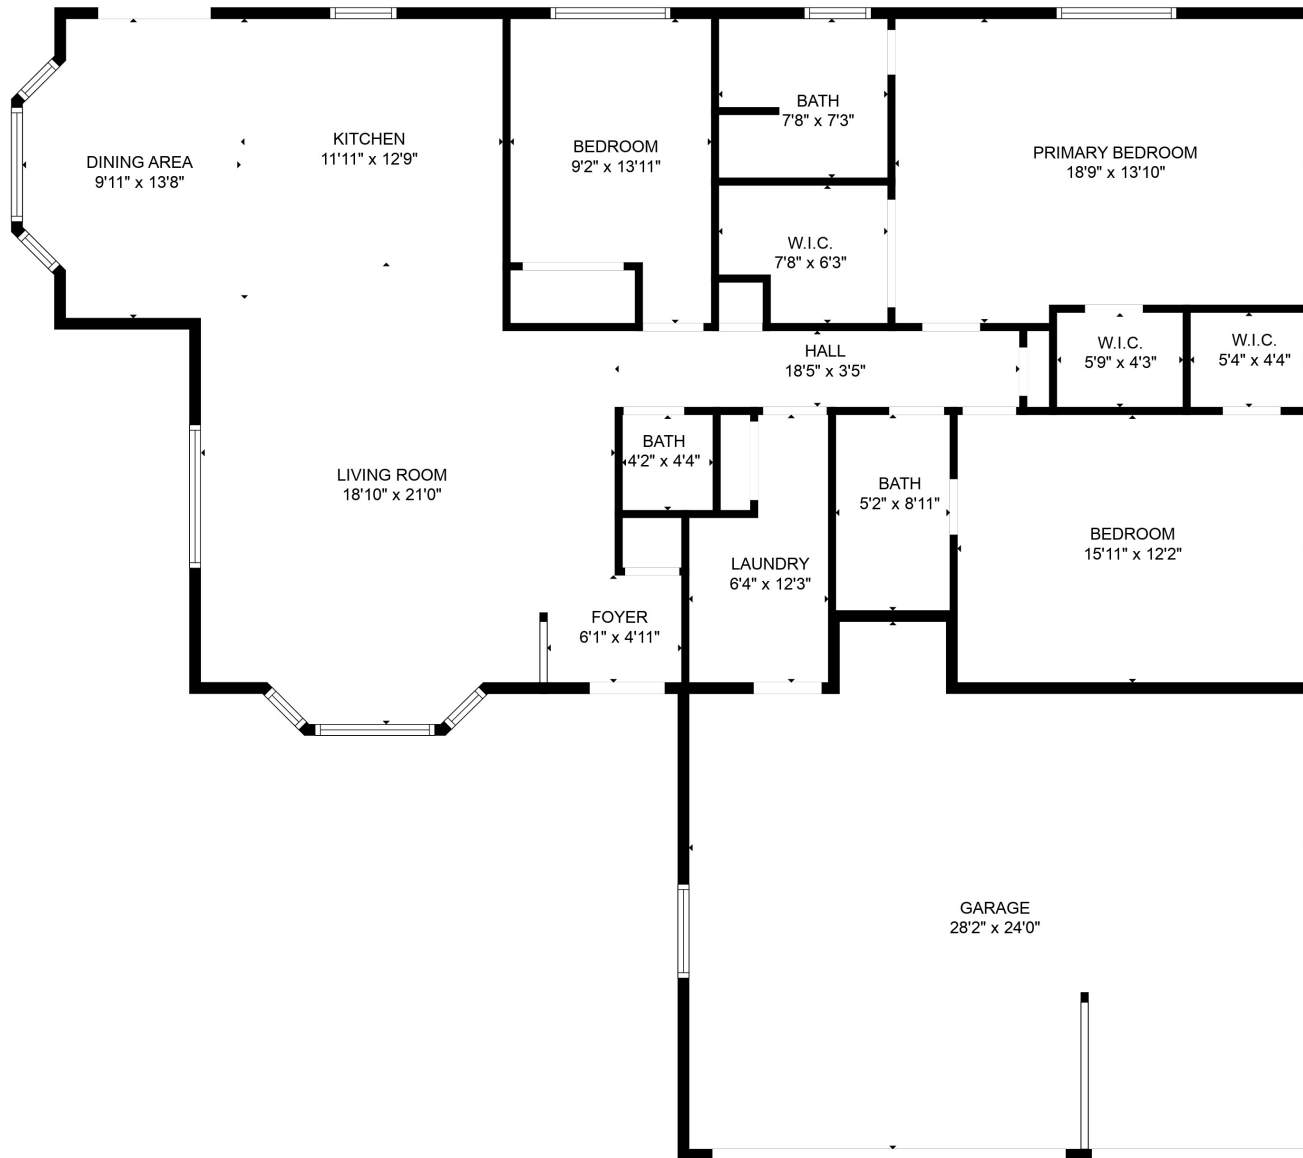 DINING AREA
9'11" x 13'8"
KITCHEN
11'11" x 12'9"
BEDROOM
9'2" x 13'11"
BATH
7'8" x 7'3"
PRIMARY BEDROOM
18'9" x 13'10"
W.I.C.
7'8" x 6'3"
HALL
18'5" x 3'5"
W.I.C.
5'9" x 4'3"
W.I.C.
5'4" x 4'4"
LIVING ROOM
18'10" x 21'0"
BATH
4'2" x 4'4"
BATH
5'2" x 8'11"
BEDROOM
15'11" x 12'2"
LAUNDRY
6'4" x 12'3"
FOYER
6'1" x 4'11"
GARAGE
28'2" x 24'0"